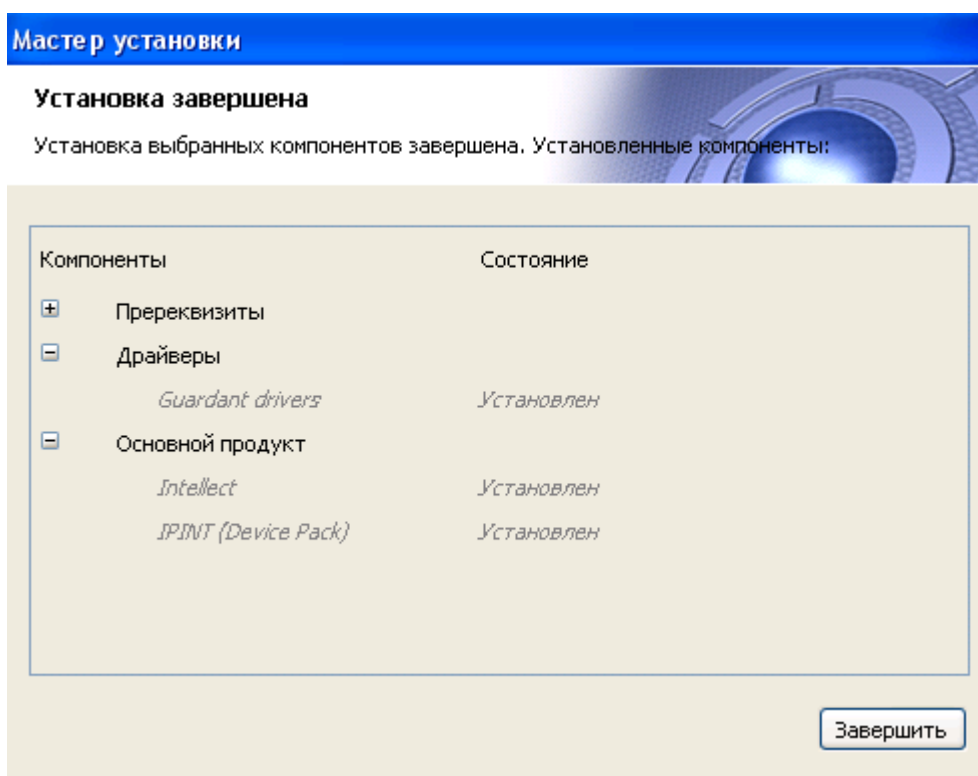 Мастер установки
Установка завершена
Установка выбранных компонентов завершена. Установленные компоненты:
Компоненты Состояние
Пререквизиты
Драйверы
Guardant drivers Установлен
Основной продукт
Intellect Установлен
IPINT (Device Pack) Установлен
Завершить